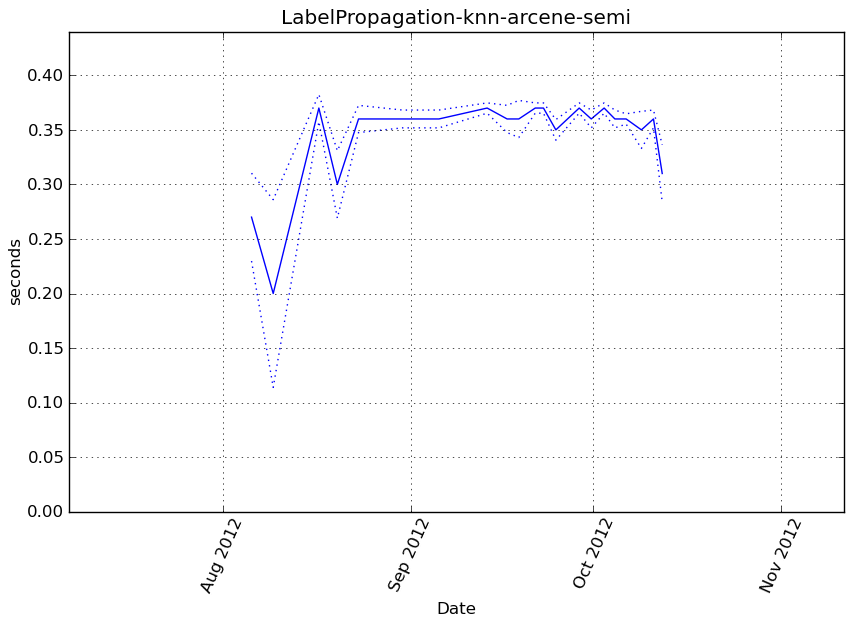 LabelPropagation-knn-arcene-semi
0.40
0.35
0.30
0.25
0.20
0.15
0.10
0.05
0.00
seconds
Aug 2012
Sep 2012
Oct 2012
Nov 2012
Date